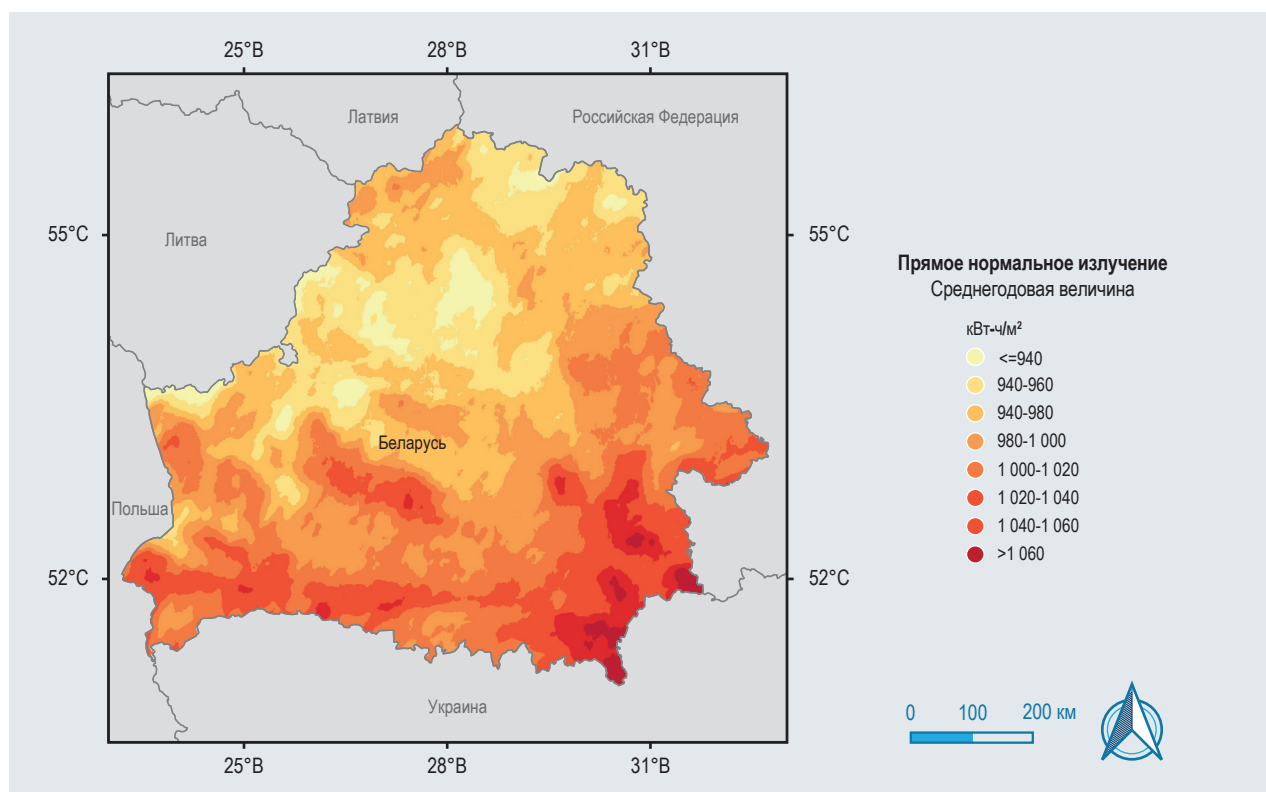 25°В 28°В 31°В
Латвия
Российская Федерация
55°С
Литва
55°С
Беларусь
Польша
52°С
52°С
Украина
25°В 28°В 31°В
Прямое нормальное излучение
Среднегодовая величина
кВт-ч/м²
<=940
940-960
940-980
980-1 000
1 000-1 020
1 020-1 040
1 040-1 060
>1 060
0 100 200 км